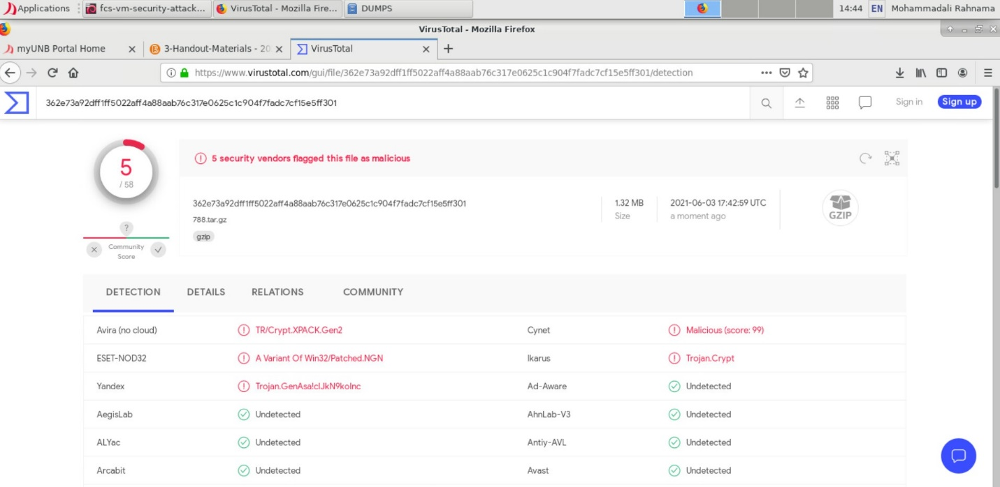 Applications fcs-vm-security-attack... VirusTotal - Mozilla Fire... DUMPS 14:44 EN Mohammadali Rahnama
VirusTotal - Mozilla Firefox
myUNB Portal Home 3-Handout-Materials - 20 VirusTotal
https://www.virustotal.com/gui/file/362e73a92dff1ff5022aff4a88aab76c317e0625c1c904f7fadc7cf15e5ff301/detection
362e73a92dff1ff5022aff4a88aab76c317e0625c1c904f7fadc7cf15e5ff301 Sign in Sign up
5
/ 58
5 security vendors flagged this file as malicious
362e73a92dff1ff5022aff4a88aab76c317e0625c1c904f7fadc7cf15e5ff301
788.tar.gz
gzip
1.32 MB
Size
2021-06-03 17:42:59 UTC
a moment ago
GZIP
?
Community
Score
DETECTION DETAILS RELATIONS COMMUNITY
Avira (no cloud) TR/Crypt.XPACK.Gen2 Cynet Malicious (score: 99)
ESET-NOD32 A Variant Of Win32/Patched.NGN Ikarus Trojan.Crypt
Yandex Trojan.GenAsa!cIJkN9koInc Ad-Aware Undetected
AegisLab Undetected AhnLab-V3 Undetected
ALYac Undetected Antiy-AVL Undetected
Arcabit Undetected Avast Undetected